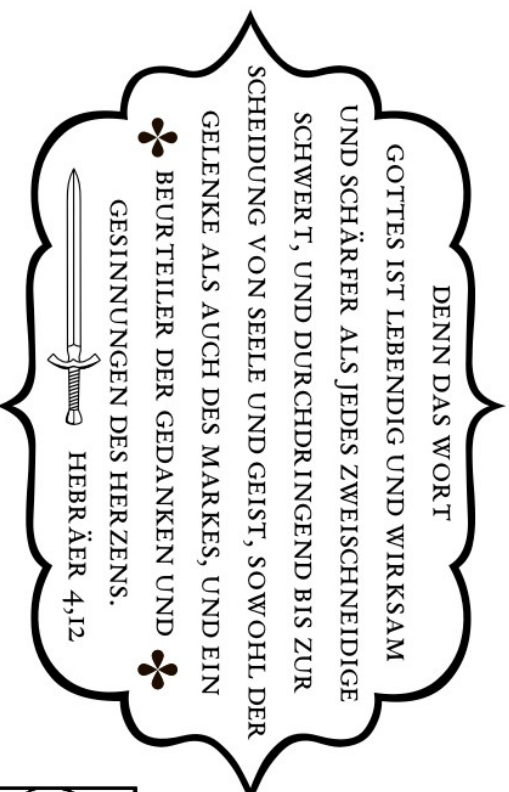 DENN DAS WORT
GOTTES IST LEBENDIG UND WIRKSAM
UND SCHÄRFER ALS JEDES ZWEISCHNEIDIGE
SCHWERT, UND DURCHDRINGEND BIS ZUR
SCHEIDUNG VON SEELE UND GEIST, SOWOHL DER
GELENKE ALS AUCH DES MARKES, UND EIN
BEURTEILER DER GEDANKEN UND
GESINNUNGEN DES HERZENS.
HEBRÄER 4,12